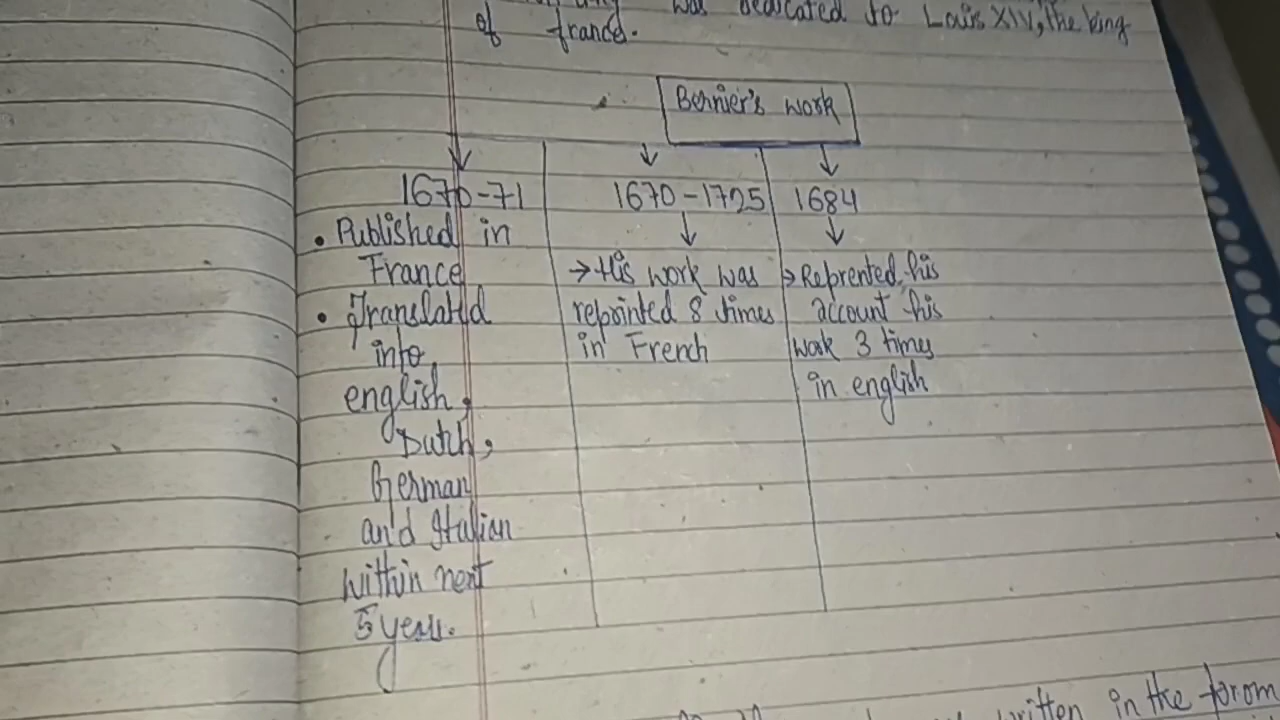 was dedicated to Louis XIV, the king
of france.
Bernier's work
1670-71
• Published in
France
• Translated
into
english,
Dutch,
German
and Italian
within next
5 year.
1670-1725
→ His work was
reprinted 8 times
in French
1684
→ Reprented his
account his
work 3 times
in english
written in the forom